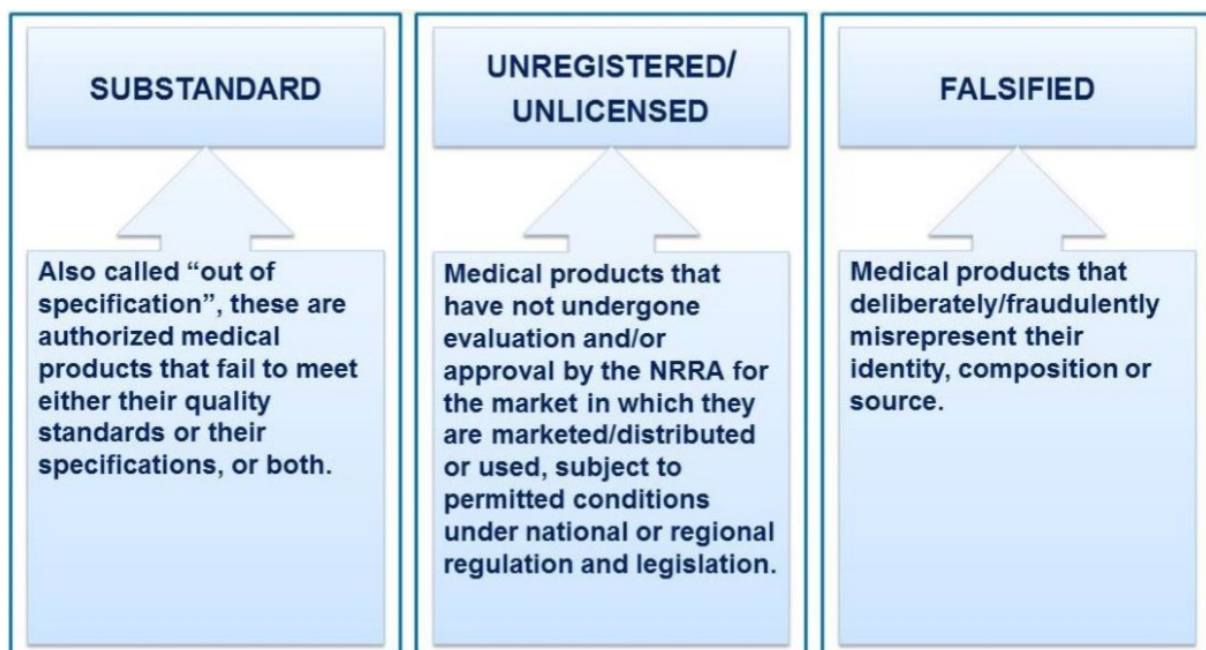 SUBSTANDARD
Also called “out of
specification”, these are
authorized medical
products that fail to meet
either their quality
standards or their
specifications, or both.
UNREGISTERED/
UNLICENSED
Medical products that
have not undergone
evaluation and/or
approval by the NRRA for
the market in which they
are marketed/distributed
or used, subject to
permitted conditions
under national or regional
regulation and legislation.
FALSIFIED
Medical products that
deliberately/fraudulently
misrepresent their
identity, composition or
source.